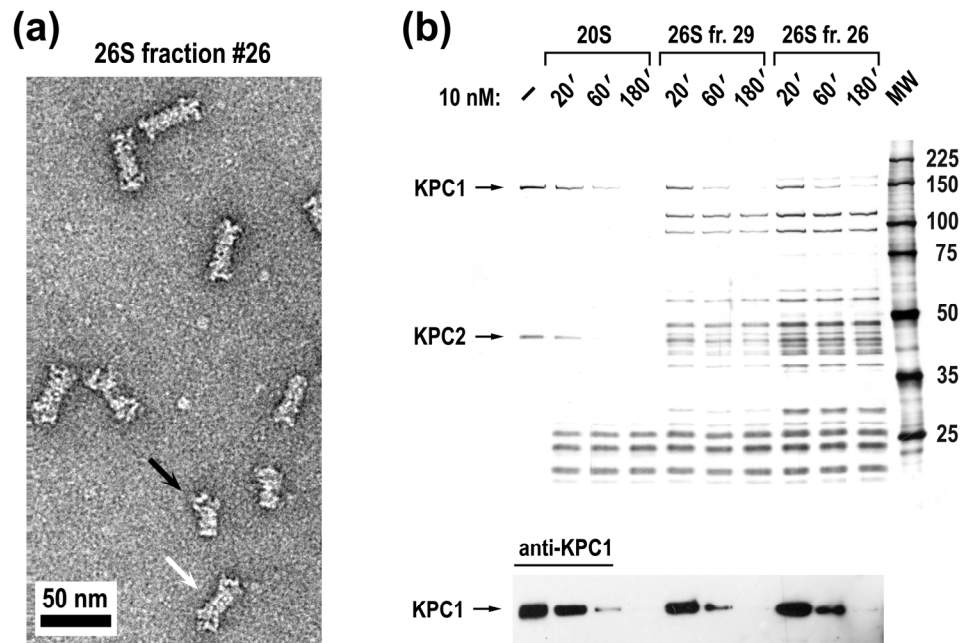 (a)
26S fraction #26
50 nm
(b)
20S 26S fr. 29 26S fr. 26
10 nM: – 20′ 60′ 180′ 20′ 60′ 180′ 20′ 60′ 180′ MW
KPC1
KPC2
225
150
100
75
50
35
25
anti-KPC1
KPC1